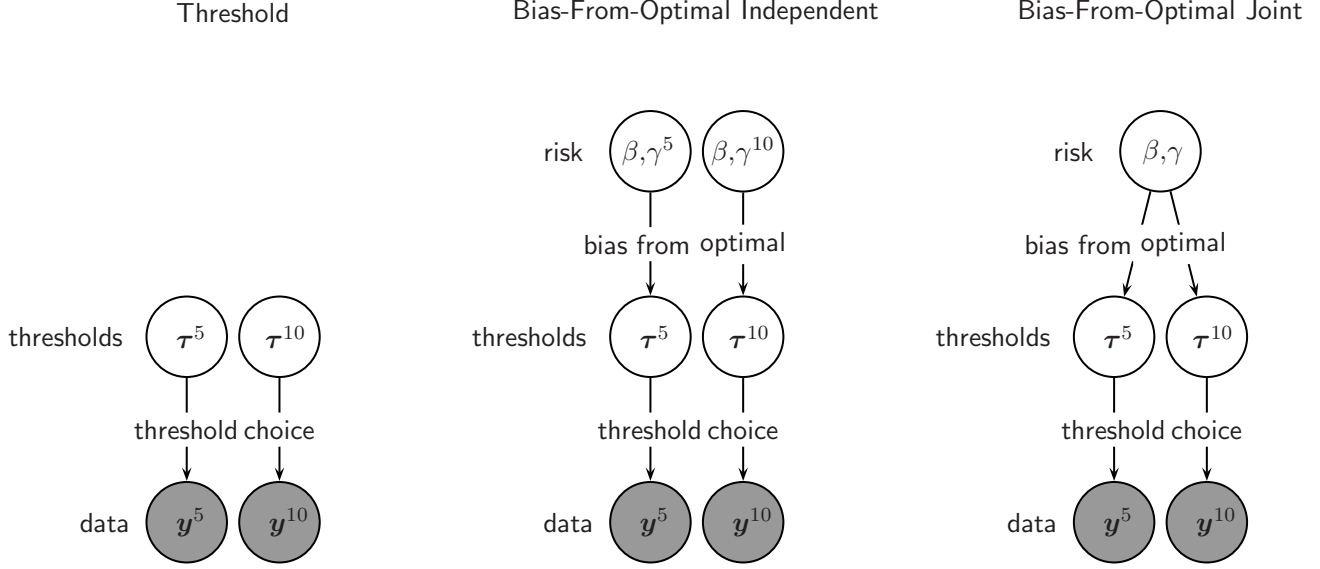 Threshold Bias-From-Optimal Independent Bias-From-Optimal Joint
risk β,γ⁵ β,γ¹⁰ risk β,γ
bias from optimal bias from optimal
thresholds τ⁵ τ¹⁰ thresholds τ⁵ τ¹⁰ thresholds τ⁵ τ¹⁰
threshold choice threshold choice threshold choice
data y⁵ y¹⁰ data y⁵ y¹⁰ data y⁵ y¹⁰